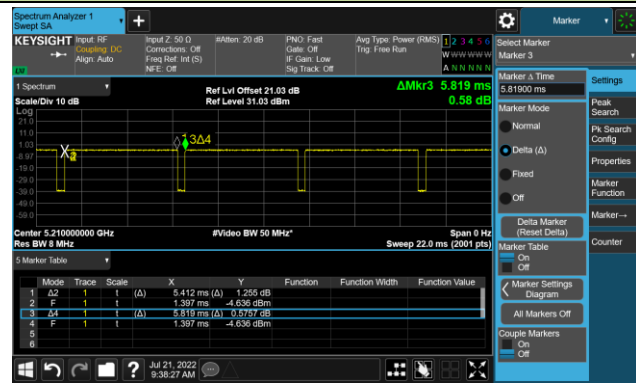 Spectrum Analyzer 1
Swept SA
Marker
KEYSIGHT
Input: RF
Coupling: DC
Align: Auto
Input Z: 50 Ω
Corrections: Off
Freq Ref: Int (S)
NFE: Off
#Atten: 20 dB
PNO: Fast
Gate: Off
IF Gain: Low
Sig Track: Off
Avg Type: Power (RMS)
Trig: Free Run
1 2 3 4 5 6
W W W W W W
A N N N N N
LW
1 Spectrum
Scale/Div 10 dB
Ref Lvl Offset 21.03 dB
Ref Level 31.03 dBm
ΔMkr3 5.819 ms
0.58 dB
Log
21.0
11.0
1.03
-8.97
-19.0
-29.0
-39.0
-49.0
-59.0
3Δ4
Center 5.210000000 GHz
Res BW 8 MHz
#Video BW 50 MHz*
Span 0 Hz
Sweep 22.0 ms (2001 pts)
5 Marker Table
Mode Trace Scale X Y Function Function Width Function Value
1 Δ2 1 t (Δ) 5.412 ms (Δ) 1.255 dB
2 F 1 t 1.397 ms -4.636 dBm
3 Δ4 1 t (Δ) 5.819 ms (Δ) 0.5757 dB
4 F 1 t 1.397 ms -4.636 dBm
5
6
Jul 21, 2022
9:38:27 AM
Select Marker
Marker 3
Marker Δ Time
5.81900 ms
Marker Mode
Normal
Delta (Δ)
Fixed
Off
Delta Marker
(Reset Delta)
Marker Table
On
Off
Marker Settings
Diagram
All Markers Off
Couple Markers
On
Off
Settings
Peak
Search
Pk Search
Config
Properties
Marker
Function
Marker→
Counter